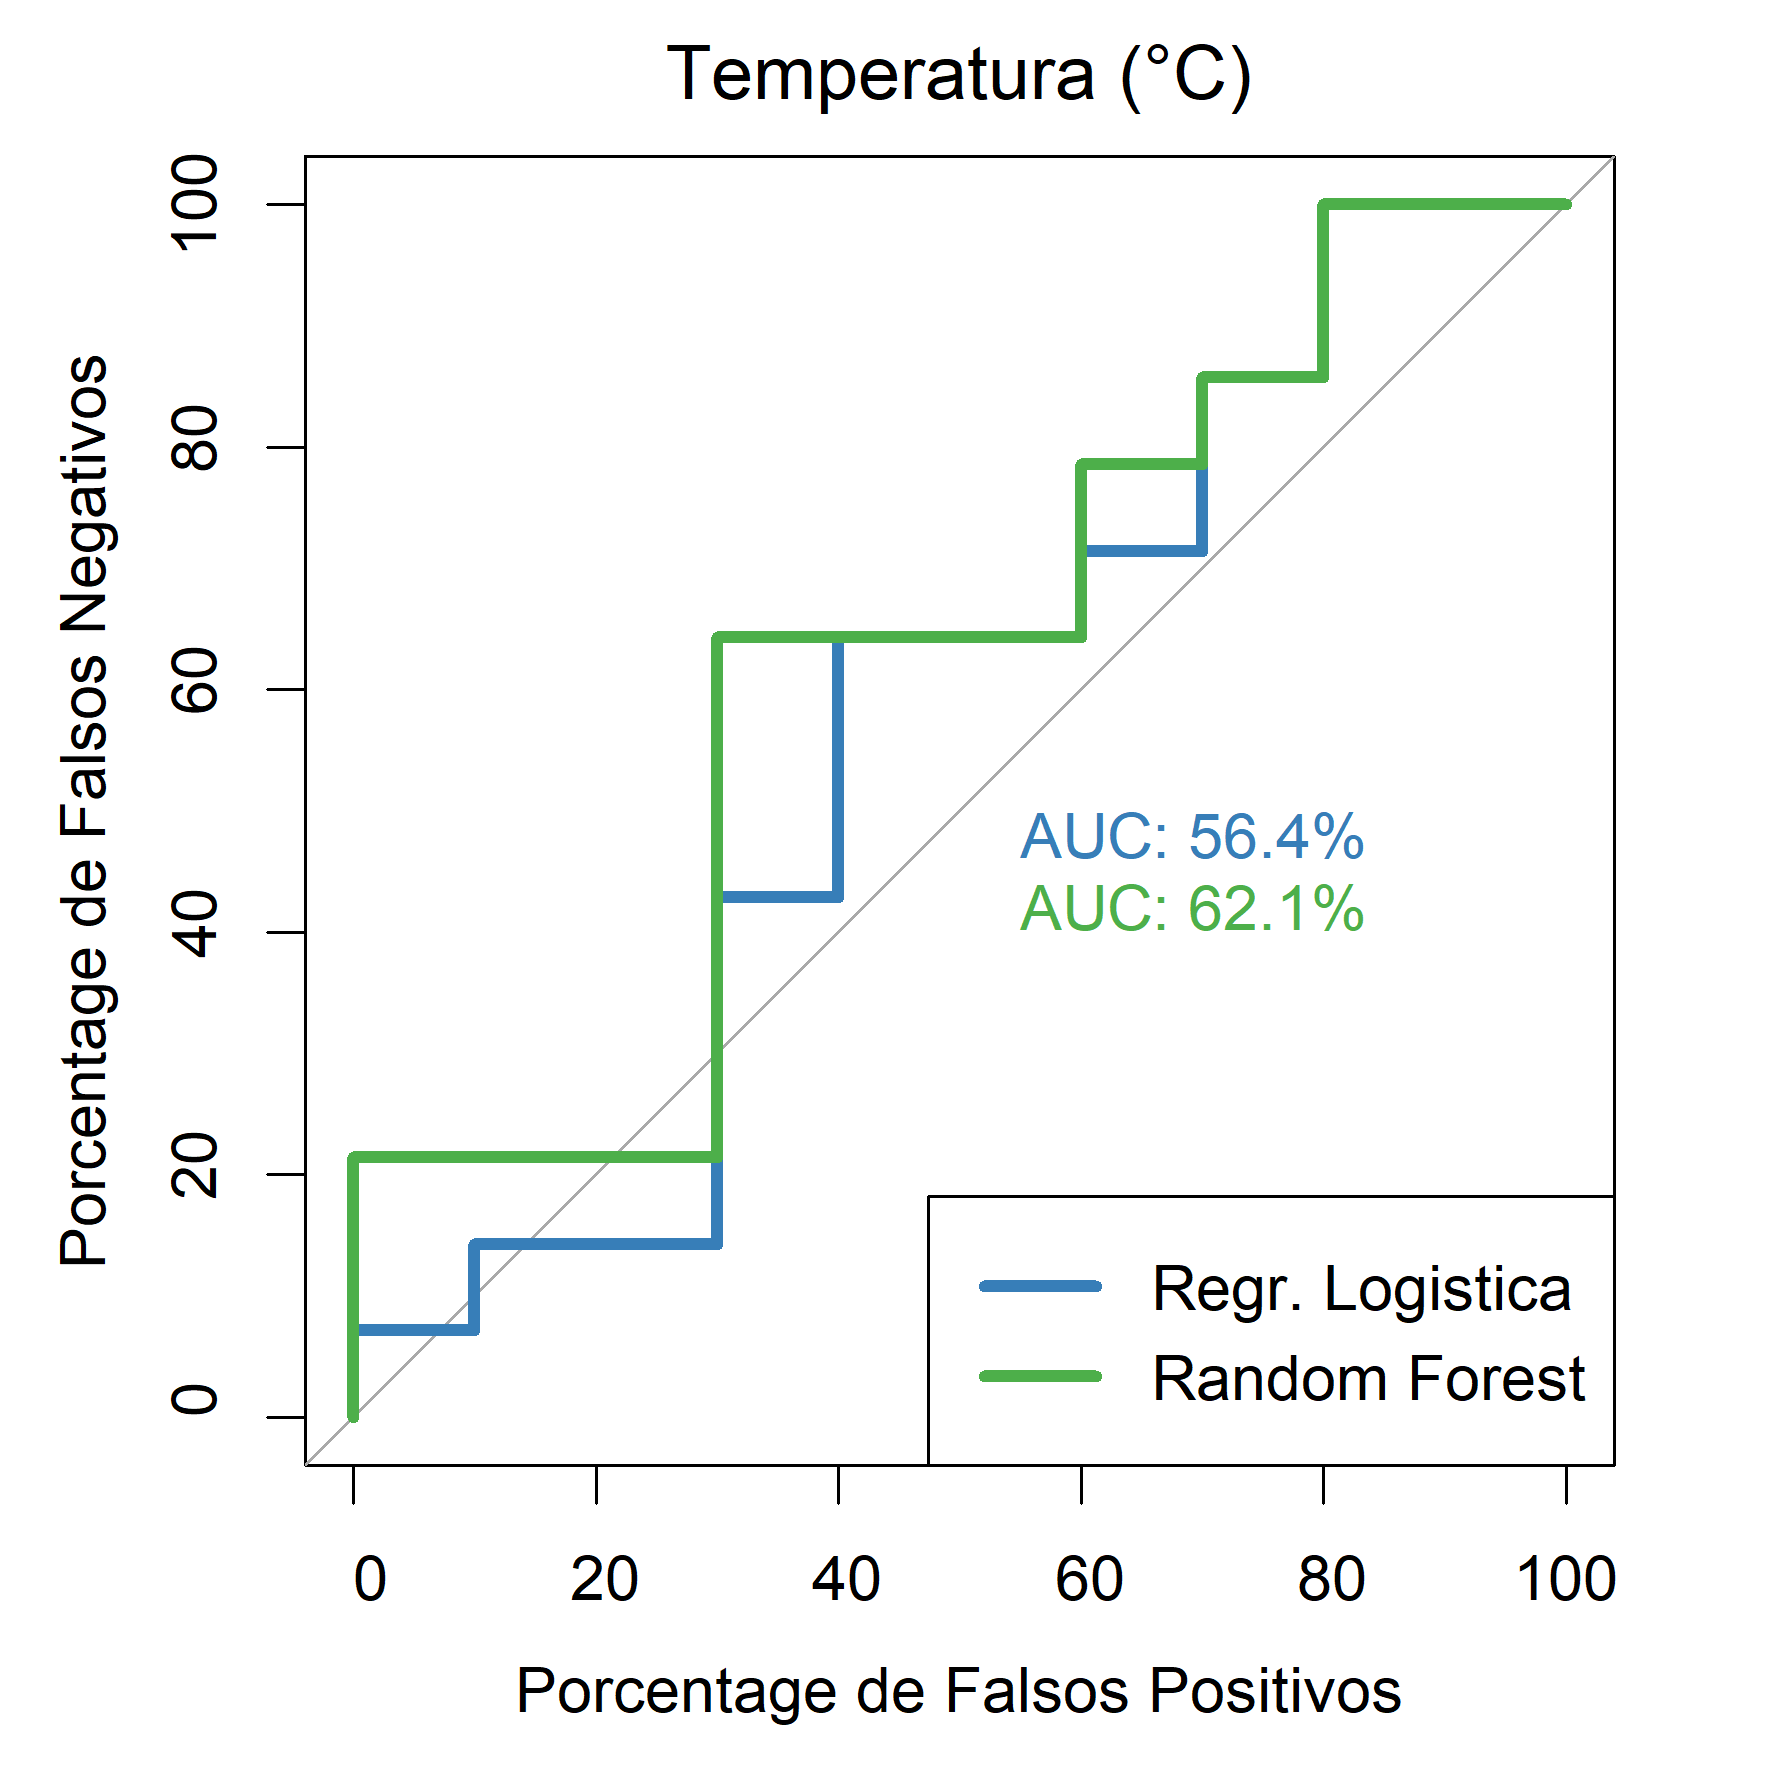 Temperatura (°C)
Porcentage de Falsos Negativos
100
80
60
40
20
0
AUC: 56.4%
AUC: 62.1%
Regr. Logistica
Random Forest
0 20 40 60 80 100
Porcentage de Falsos Positivos